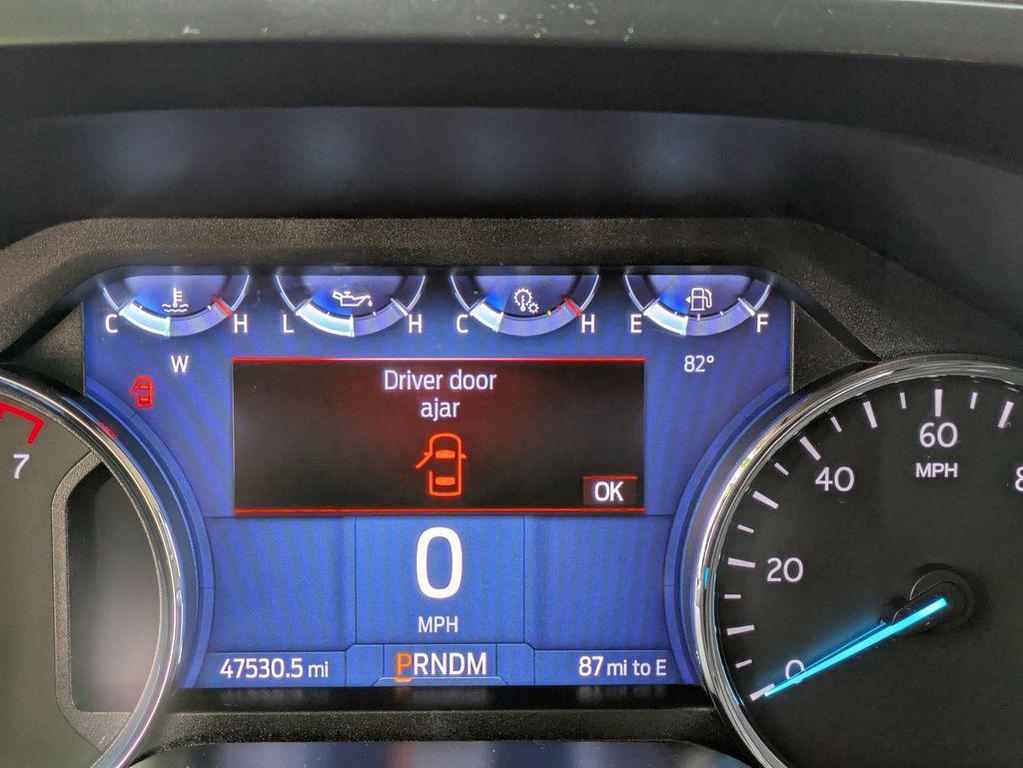 C H L H C H E F
W 82°
Driver door
ajar
OK
0
MPH
47530.5 mi PRNDM 87 mi to E
7
0 20 40 60
MPH